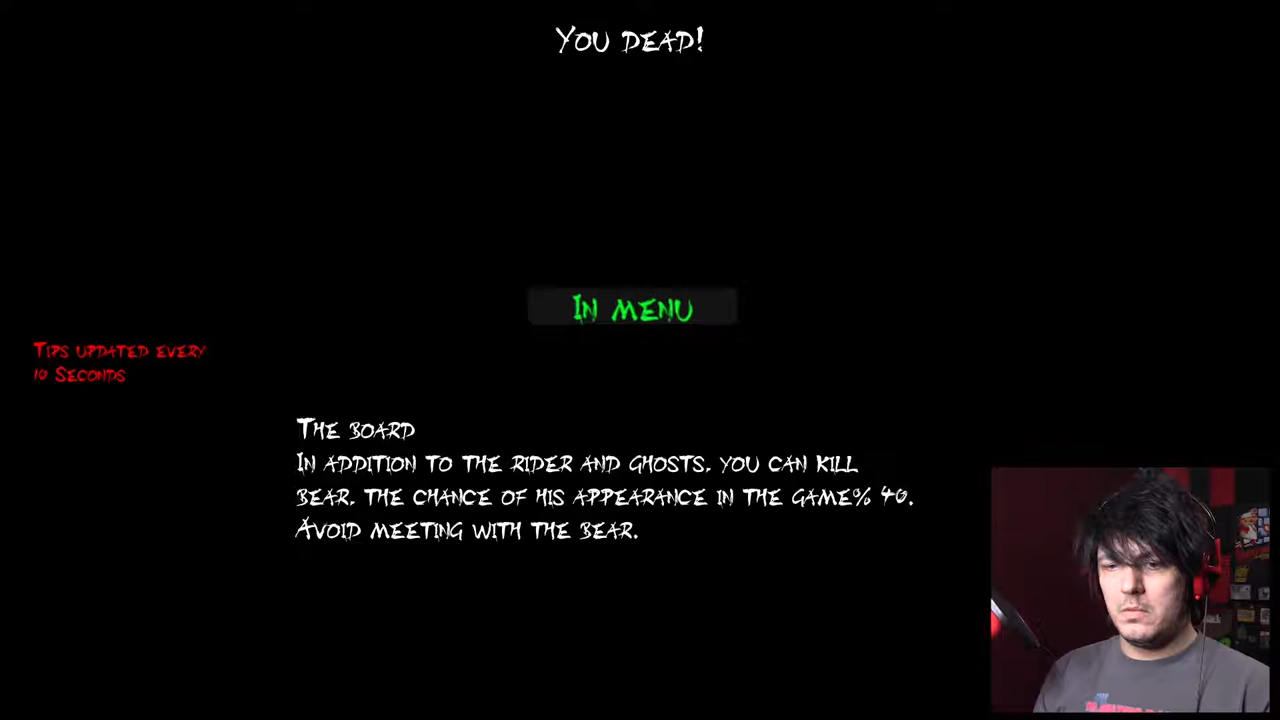 You dead!
In menu
Tips updated every
10 Seconds
The board
In addition to the rider and ghosts. you can kill
bear. the chance of his appearance in the game% 40.
Avoid meeting with the bear.